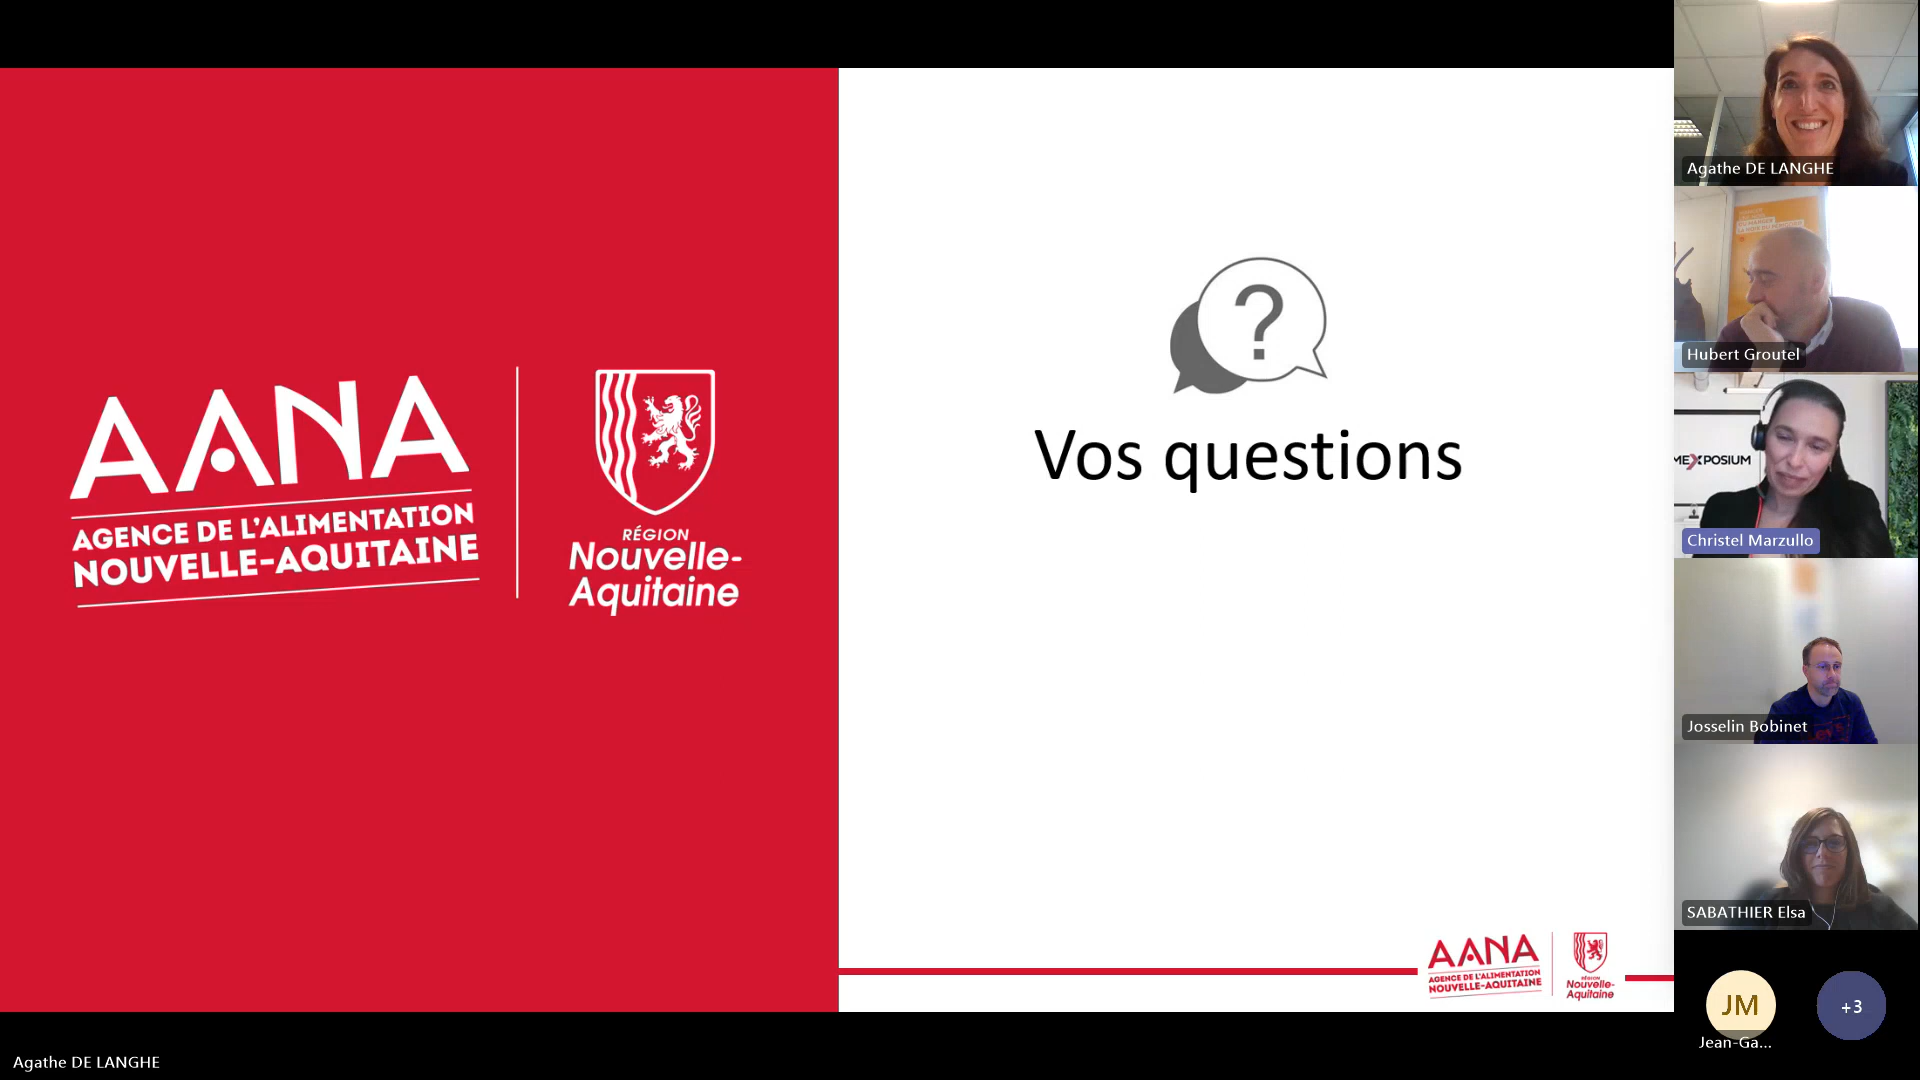 AANA
AGENCE DE L'ALIMENTATION
NOUVELLE-AQUITAINE
RÉGION
Nouvelle-
Aquitaine
?
Vos questions
AANA
AGENCE DE L'ALIMENTATION
NOUVELLE-AQUITAINE
RÉGION
Nouvelle-
Aquitaine
Agathe DE LANGHE
Hubert Groutel
MEXPOSIUM
Christel Marzullo
Josselin Bobinet
SABATHIER Elsa
JM
+3
Jean-Ga...
Agathe DE LANGHE